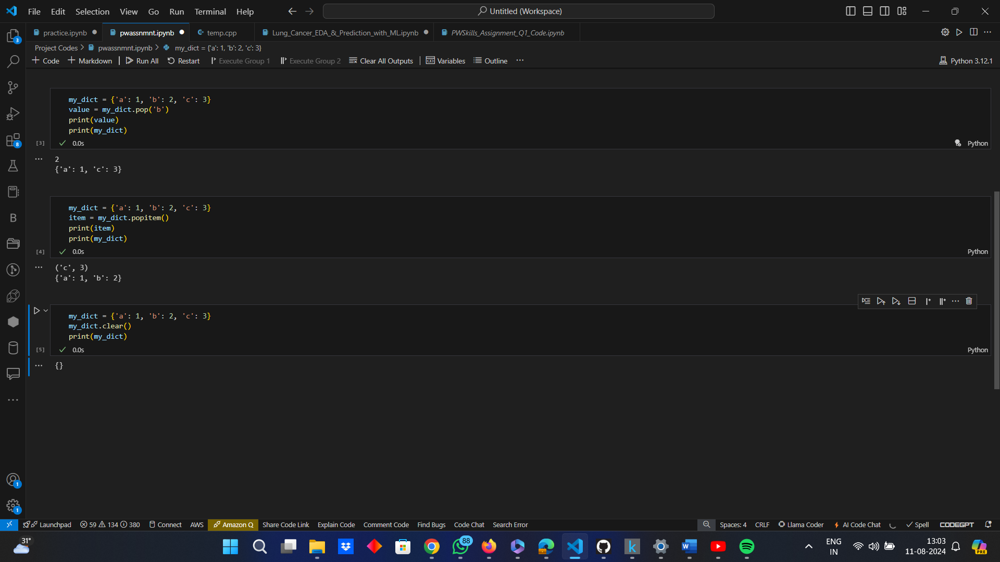 File Edit Selection View Go Run Terminal Help
Untitled (Workspace)
practice.ipynb
pwassnmnt.ipynb
temp.cpp
Lung_Cancer_EDA_&_Prediction_with_ML.ipynb
PWSkills_Assignment_Q1_Code.ipynb
Project Codes > pwassnmnt.ipynb > my_dict = {'a': 1, 'b': 2, 'c': 3}
+ Code + Markdown | Run All Restart Execute Group 1 Execute Group 2 Clear All Outputs | Variables Outline ... Python 3.12.1
my_dict = {'a': 1, 'b': 2, 'c': 3}
value = my_dict.pop('b')
print(value)
print(my_dict)
[3] 0.0s Python
2
{'a': 1, 'c': 3}
my_dict = {'a': 1, 'b': 2, 'c': 3}
item = my_dict.popitem()
print(item)
print(my_dict)
[4] 0.0s Python
('c', 3)
{'a': 1, 'b': 2}
my_dict = {'a': 1, 'b': 2, 'c': 3}
my_dict.clear()
print(my_dict)
[5] 0.0s Python
{}
3
8
B
1
1
Launchpad 59 134 380 Connect AWS Amazon Q Share Code Link Explain Code Comment Code Find Bugs Code Chat Search Error Spaces: 4 CRLF Llama Coder AI Code Chat Spell CODEGPT
31°
88
k
W
ENG
IN
13:03
11-08-2024
PRE